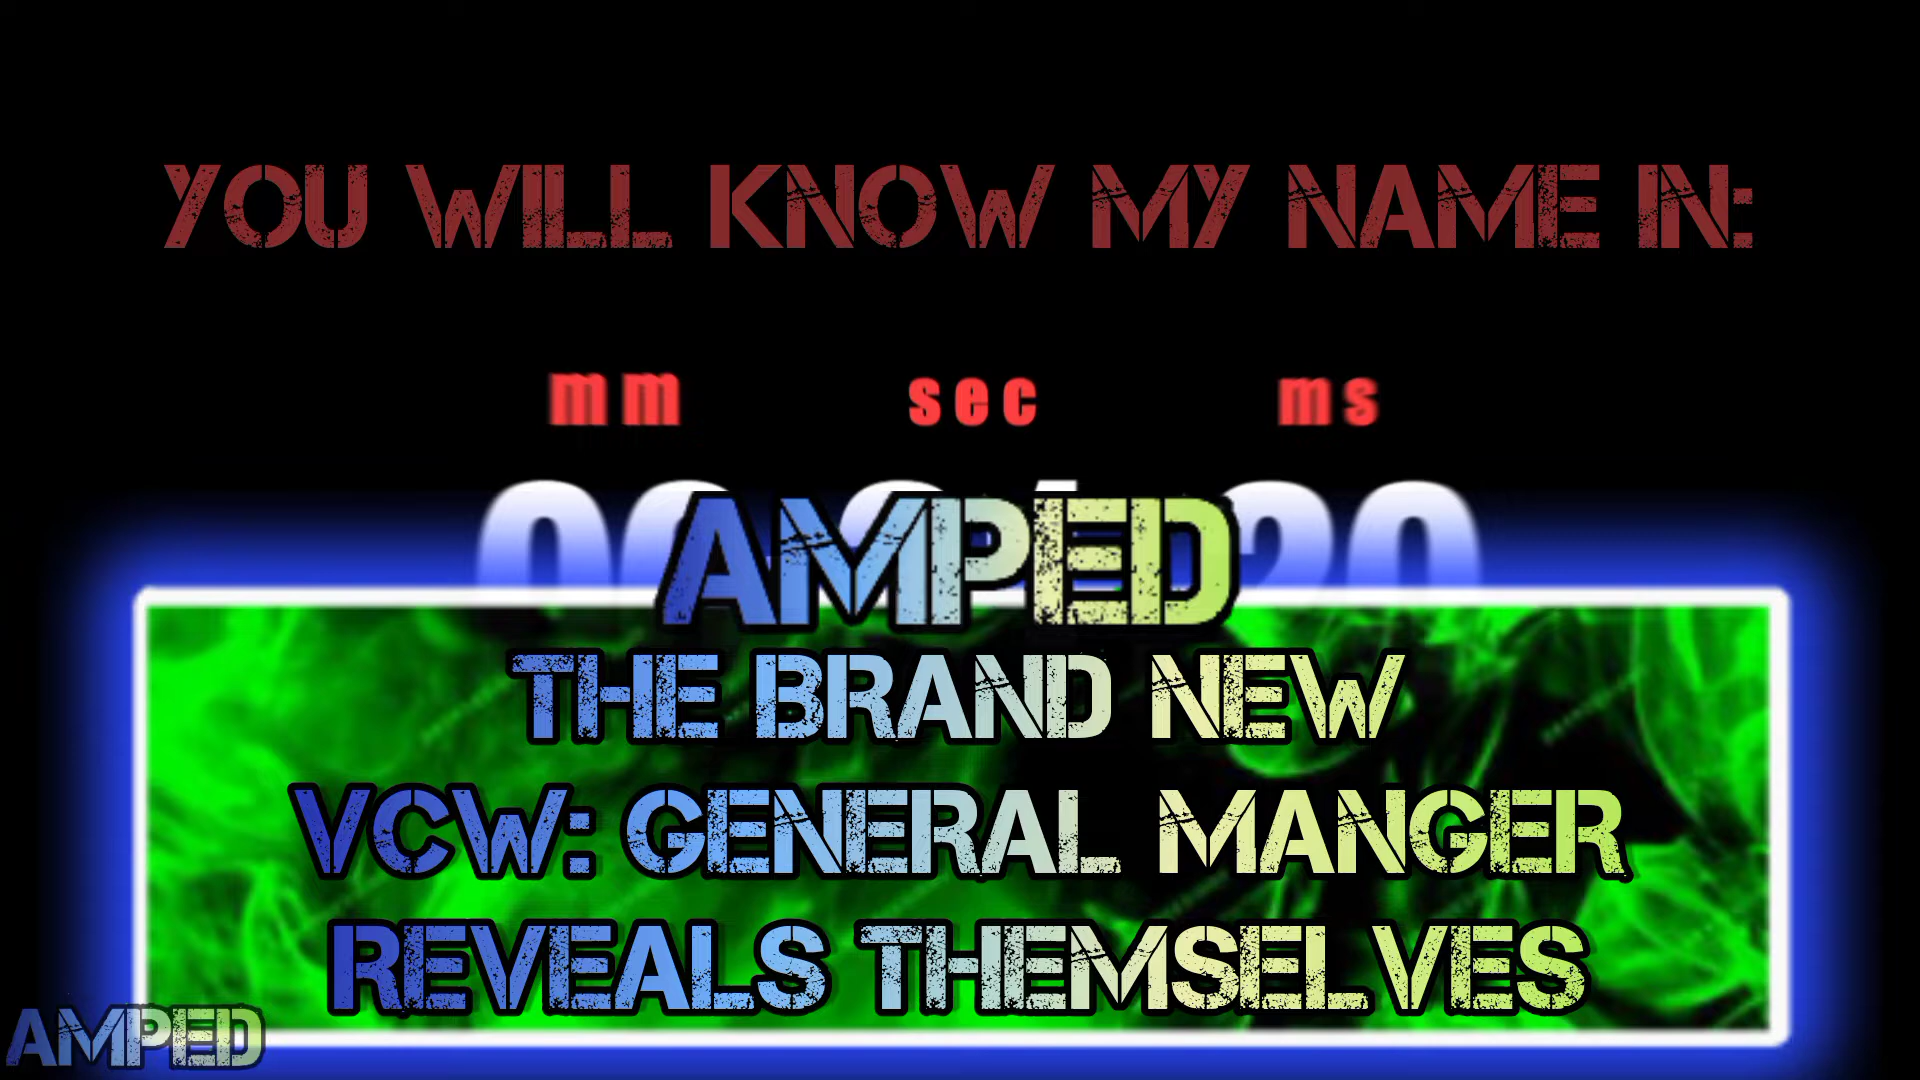 YOU WILL KNOW MY NAME IN:
mm sec ms
AMPED
THE BRAND NEW
VCW: GENERAL MANGER
REVEALS THEMSELVES
AMPED